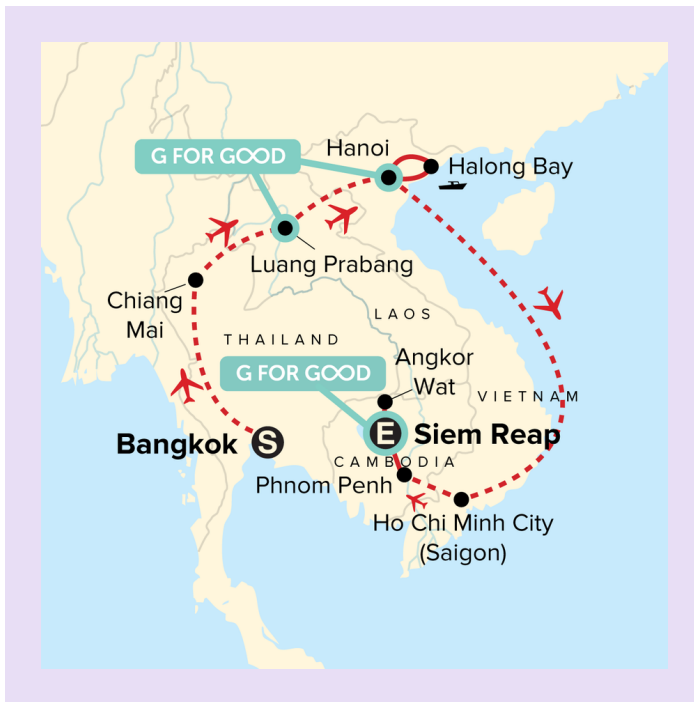 Hanoi
G FOR GOOD
Halong Bay
Luang Prabang
Chiang
Mai
LAOS
THAILAND
Angkor
Wat
G FOR GOOD
VIETNAM
Bangkok S
E Siem Reap
CAMBODIA
Phnom Penh
Ho Chi Minh City
(Saigon)